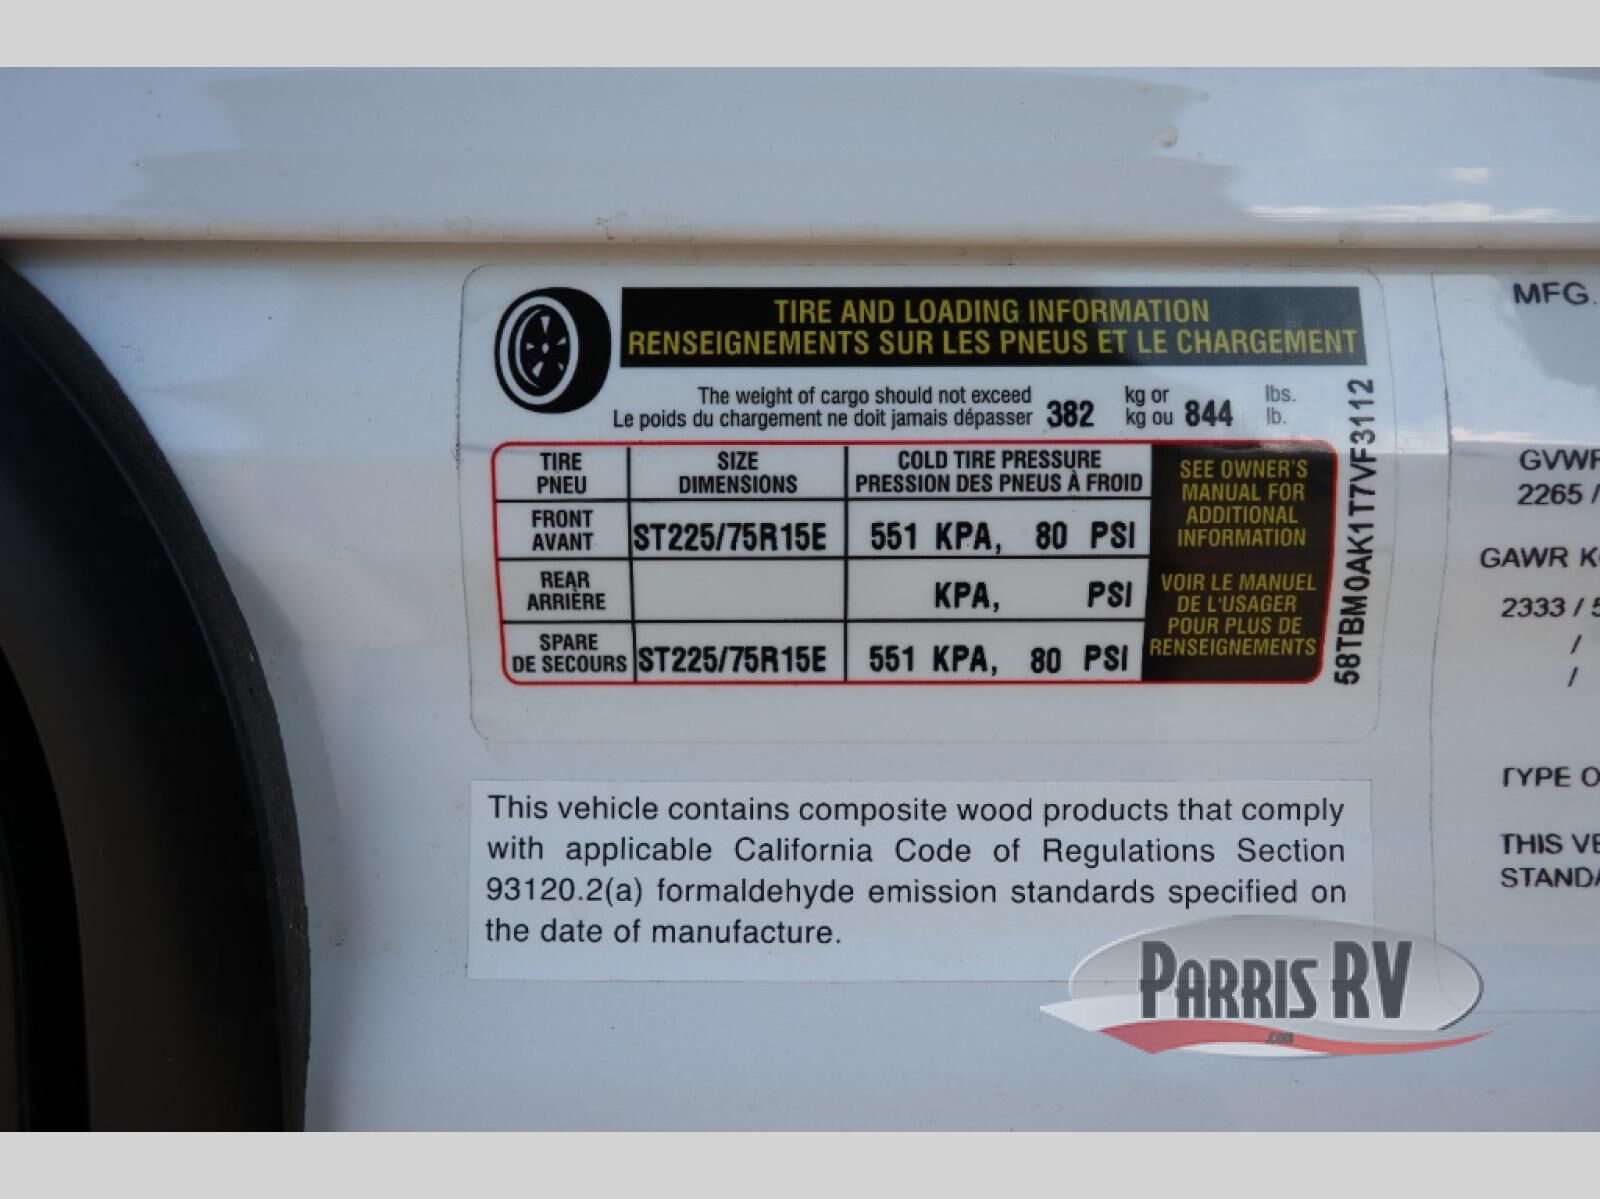 TIRE AND LOADING INFORMATION
RENSEIGNEMENTS SUR LES PNEUS ET LE CHARGEMENT
The weight of cargo should not exceed 382 kg or 844 lbs.
Le poids du chargement ne doit jamais dépasser kg ou lb.
TIRE SIZE COLD TIRE PRESSURE
PNEU DIMENSIONS PRESSION DES PNEUS À FROID
FRONT
AVANT ST225/75R15E 551 KPA, 80 PSI
REAR
ARRIÈRE KPA, PSI
SPARE
DE SECOURS ST225/75R15E 551 KPA, 80 PSI
SEE OWNER'S
MANUAL FOR
ADDITIONAL
INFORMATION
VOIR LE MANUEL
DE L'USAGER
POUR PLUS DE
RENSEIGNEMENTS
58TBM0AK1T7VF3112
This vehicle contains composite wood products that comply
with applicable California Code of Regulations Section
93120.2(a) formaldehyde emission standards specified on
the date of manufacture.
MFG.
GVWR
2265 /
GAWR K
2333 / 5
/
/
TYPE O
THIS VE
STANDA
PARRIS RV
.com